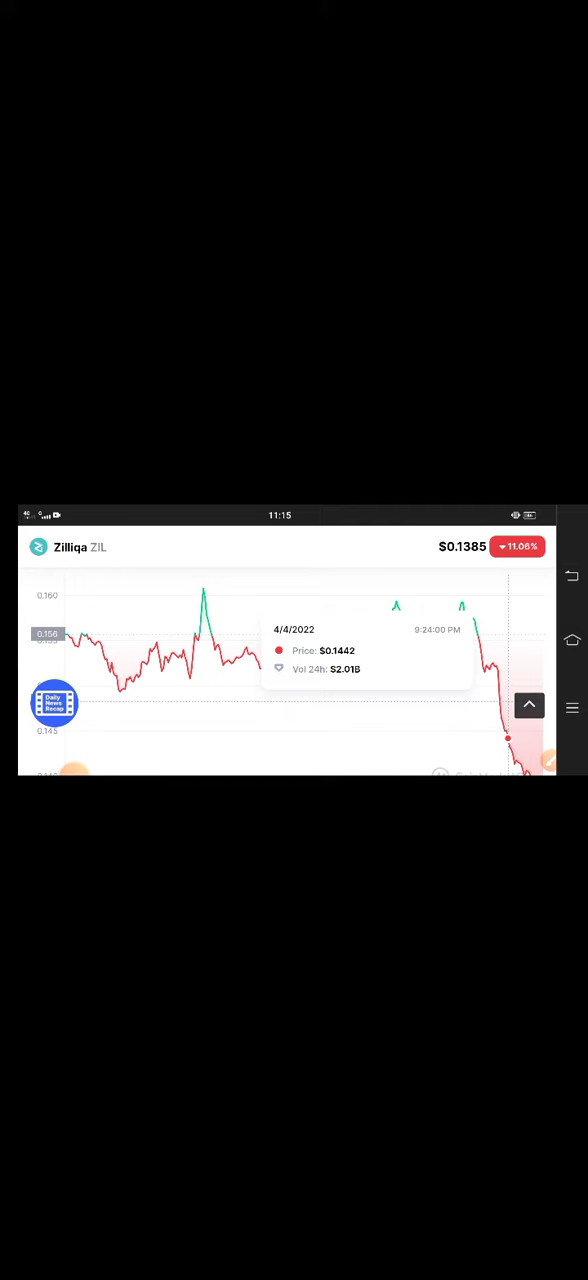 11:15
Zilliqa ZIL
$0.1385 11.06%
0.160
0.156
4/4/2022 9:24:00 PM
Price: $0.1442
Vol 24h: $2.01B
Daily
News
Recap
0.145